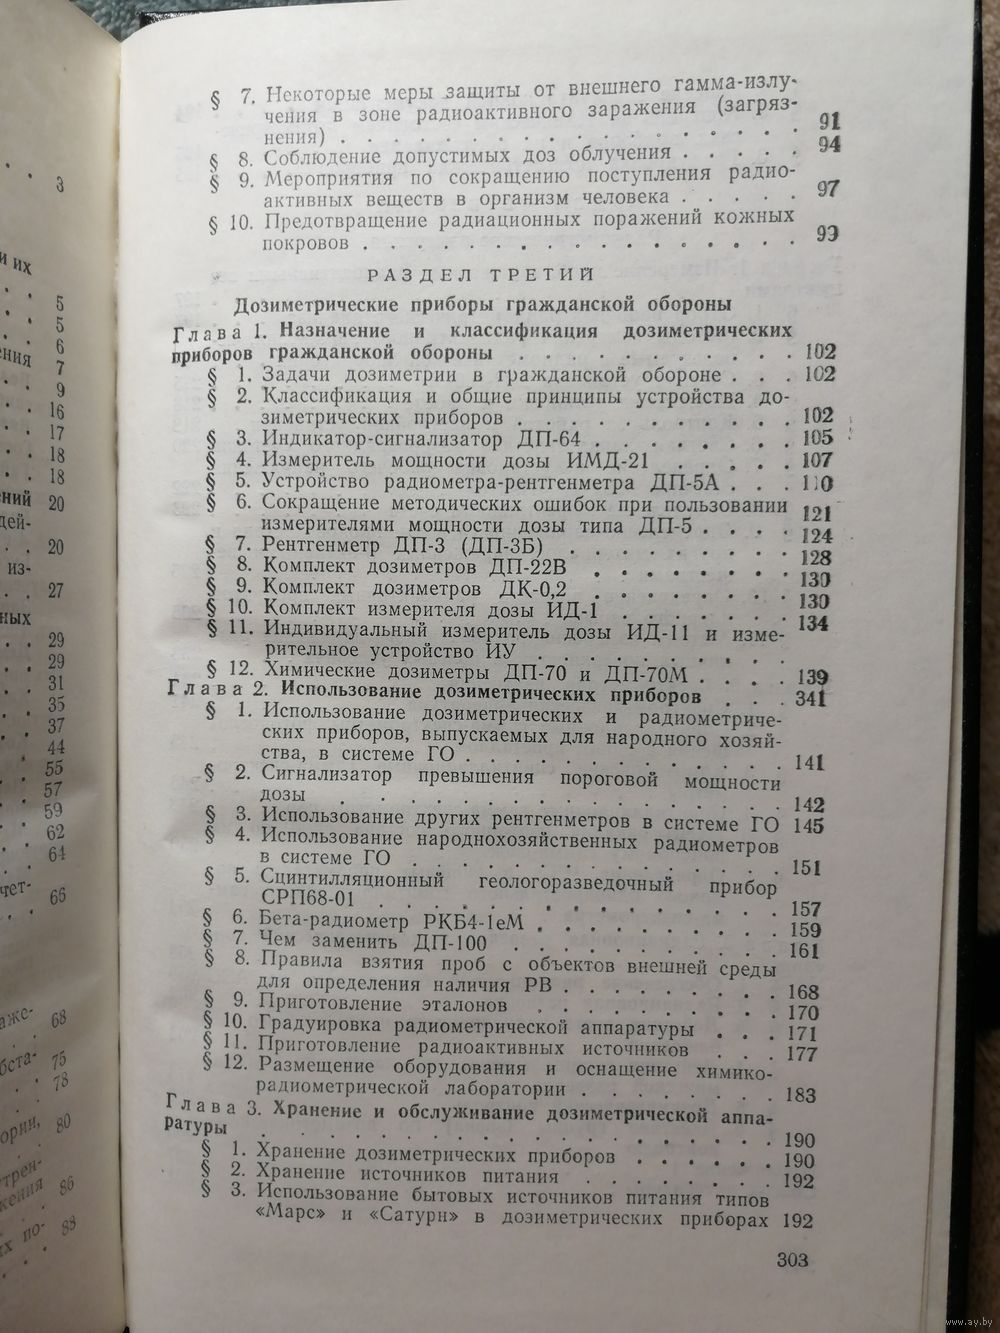 § 7. Некоторые меры защиты от внешнего гамма-излу-
чения в зоне радиоактивного заражения (загряз-
нения) . . . . . . . . . . . . . . . . 91
§ 8. Соблюдение допустимых доз облучения . . . . . 94
§ 9. Мероприятия по сокращению поступления радио-
активных веществ в организм человека . . . . . 97
§ 10. Предотвращение радиационных поражений кожных
покровов . . . . . . . . . . . . . . . 99
РАЗДЕЛ ТРЕТИЙ
Дозиметрические приборы гражданской обороны
Глава 1. Назначение и классификация дозиметрических
приборов гражданской обороны . . . . . . . . . . 102
§ 1. Задачи дозиметрии в гражданской обороне . . . 102
§ 2. Классификация и общие принципы устройства до-
зиметрических приборов . . . . . . . . . . 102
§ 3. Индикатор-сигнализатор ДП-64 . . . . . . . . 105
§ 4. Измеритель мощности дозы ИМД-21 . . . . . 107
§ 5. Устройство радиометра-рентгенметра ДП-5А . . . 110
§ 6. Сокращение методических ошибок при пользовании
измерителями мощности дозы типа ДП-5 . . . . 121
§ 7. Рентгенметр ДП-3 (ДП-3Б) . . . . . . . . . 124
§ 8. Комплект дозиметров ДП-22В . . . . . . . . 128
§ 9. Комплект дозиметров ДК-0,2 . . . . . . . . 130
§ 10. Комплект измерителя дозы ИД-1 . . . . . . . 130
§ 11. Индивидуальный измеритель дозы ИД-11 и изме- 134
рительное устройство ИУ . . . . . . . . . .
§ 12. Химические дозиметры ДП-70 и ДП-70М . . . . 139
Глава 2. Использование дозиметрических приборов . . . 341
§ 1. Использование дозиметрических и радиометриче-
ских приборов, выпускаемых для народного хозяй-
ства, в системе ГО . . . . . . . . . . . . 141
§ 2. Сигнализатор превышения пороговой мощности
дозы . . . . . . . . . . . . . . . . . 142
§ 3. Использование других рентгенметров в системе ГО 145
§ 4. Использование народнохозяйственных радиометров
в системе ГО . . . . . . . . . . . . . . 151
§ 5. Сцинтилляционный геологоразведочный прибор
СРП68-01 . . . . . . . . . . . . . . . 157
§ 6. Бета-радиометр РКБ4-1еМ . . . . . . . . . . 159
§ 7. Чем заменить ДП-100 . . . . . . . . . . . 161
§ 8. Правила взятия проб с объектов внешней среды
для определения наличия РВ . . . . . . . . . 168
§ 9. Приготовление эталонов . . . . . . . . . . 170
§ 10. Градуировка радиометрической аппаратуры . . . 171
§ 11. Приготовление радиоактивных источников . . . 177
§ 12. Размещение оборудования и оснащение химико-
радиометрической лаборатории . . . . . . . . 183
Глава 3. Хранение и обслуживание дозиметрической аппа-
ратуры . . . . . . . . . . . . . . . . . . 190
§ 1. Хранение дозиметрических приборов . . . . . . 190
§ 2. Хранение источников питания . . . . . . . . 192
§ 3. Использование бытовых источников питания типов
«Марс» и «Сатурн» в дозиметрических приборах 192
303
www.ay.by